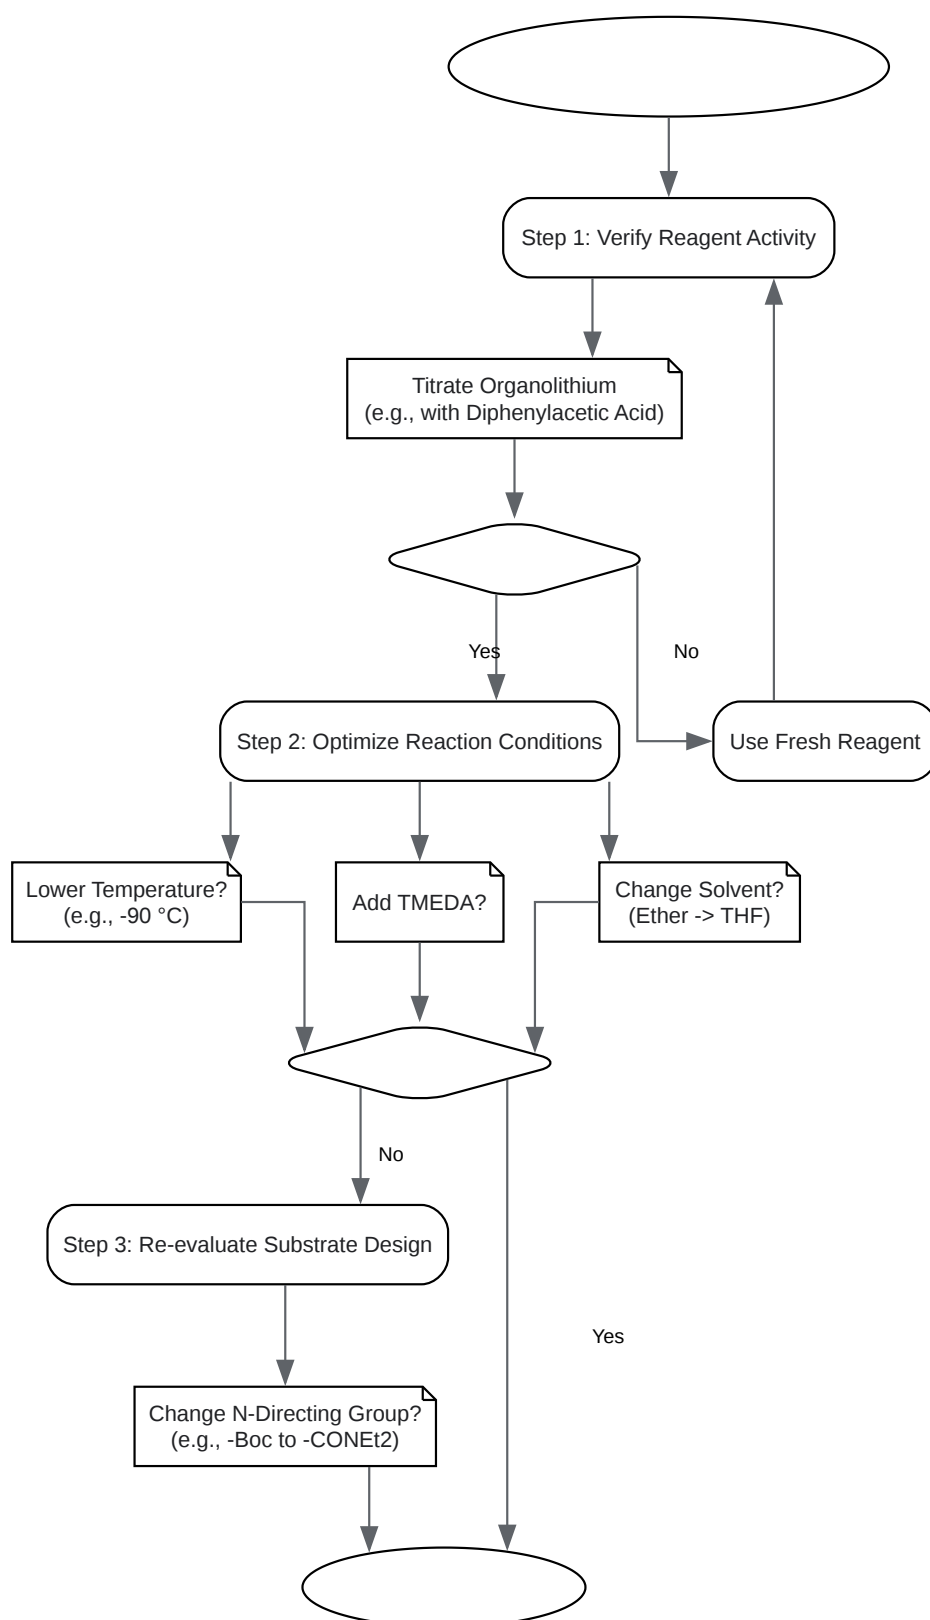 Step 1: Verify Reagent Activity
Titrate Organolithium
(e.g., with Diphenylacetic Acid)
Yes
No
Step 2: Optimize Reaction Conditions
Use Fresh Reagent
Lower Temperature?
(e.g., -90 °C)
Add TMEDA?
Change Solvent?
(Ether -> THF)
No
Step 3: Re-evaluate Substrate Design
Yes
Change N-Directing Group?
(e.g., -Boc to -CONEt2)